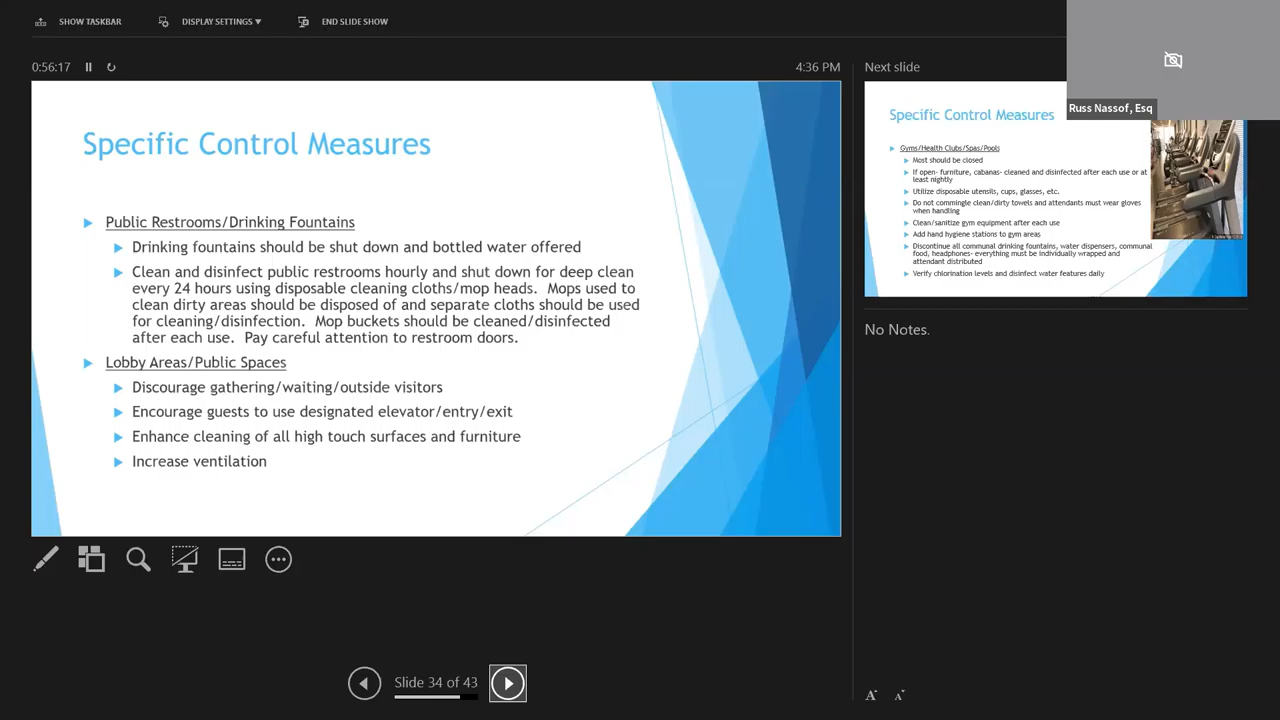 SHOW TASKBAR
DISPLAY SETTINGS
END SLIDE SHOW
0:56:17
4:36 PM
Specific Control Measures
Public Restrooms/Drinking Fountains
Drinking fountains should be shut down and bottled water offered
Clean and disinfect public restrooms hourly and shut down for deep clean
every 24 hours using disposable cleaning cloths/mop heads. Mops used to
clean dirty areas should be disposed of and separate cloths should be used
for cleaning/disinfection. Mop buckets should be cleaned/disinfected
after each use. Pay careful attention to restroom doors.
Lobby Areas/Public Spaces
Discourage gathering/waiting/outside visitors
Encourage guests to use designated elevator/entry/exit
Enhance cleaning of all high touch surfaces and furniture
Increase ventilation
Slide 34 of 43
Next slide
Russ Nassof, Esq
Specific Control Measures
Gyms/Health Clubs/Spas/Pools
Most should be closed
If open- furniture, cabanas- cleaned and disinfected after each use or at
least nightly
Utilize disposable utensils, cups, glasses, etc.
Do not commingle clean/dirty towels and attendants must wear gloves
when handling
Clean/sanitize gym equipment after each use
Add hand hygiene stations to gym areas
Discontinue all communal drinking fountains, water dispensers, communal
food, headphones- everything must be individually wrapped and
attendant distributed
Verify chlorination levels and disinfect water features daily
No Notes.
A A